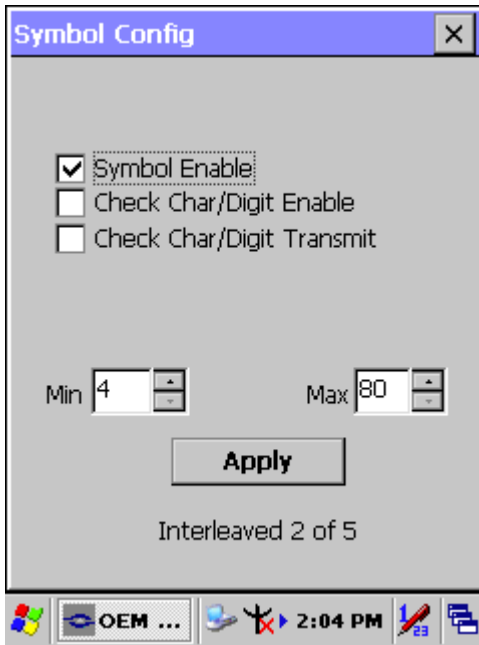 Symbol Config
Symbol Enable
Check Char/Digit Enable
Check Char/Digit Transmit
Min 4 Max 80
Apply
Interleaved 2 of 5
OEM ... 2:04 PM 1 23